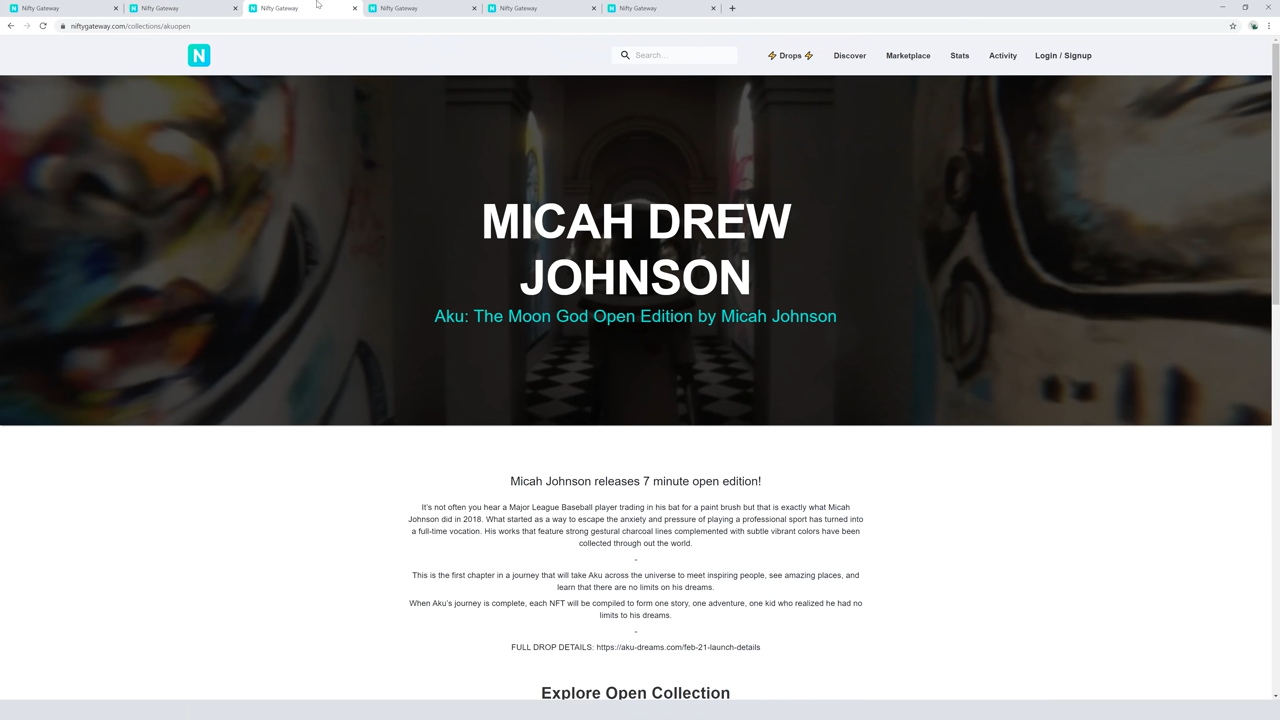 Nifty Gateway
Nifty Gateway
Nifty Gateway
Nifty Gateway
Nifty Gateway
Nifty Gateway
niftygateway.com/collections/akuopen
N
Search...
Drops
Discover
Marketplace
Stats
Activity
Login / Signup
MICAH DREW
JOHNSON
Aku: The Moon God Open Edition by Micah Johnson
Micah Johnson releases 7 minute open edition!
It's not often you hear a Major League Baseball player trading in his bat for a paint brush but that is exactly what Micah
Johnson did in 2018. What started as a way to escape the anxiety and pressure of playing a professional sport has turned into
a full-time vocation. His works that feature strong gestural charcoal lines complemented with subtle vibrant colors have been
collected through out the world.
-
This is the first chapter in a journey that will take Aku across the universe to meet inspiring people, see amazing places, and
learn that there are no limits on his dreams.
When Aku's journey is complete, each NFT will be compiled to form one story, one adventure, one kid who realized he had no
limits to his dreams.
-
FULL DROP DETAILS: https://aku-dreams.com/feb-21-launch-details
Explore Open Collection